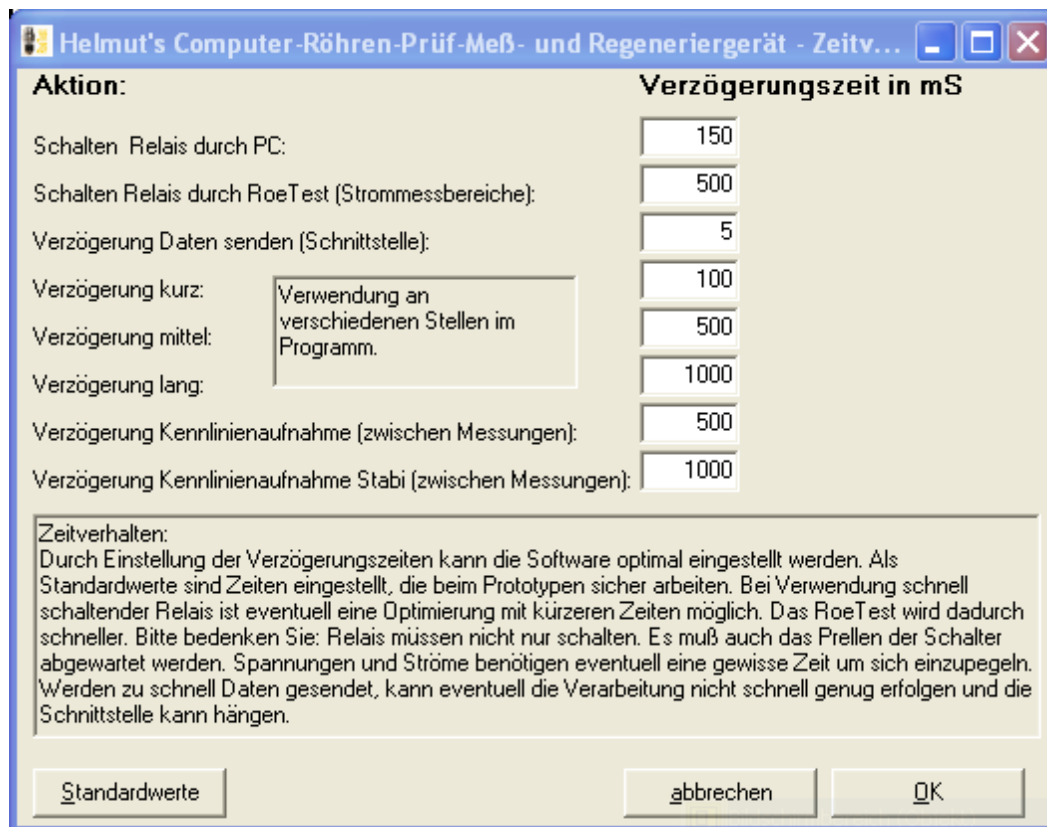 Helmut's Computer-Röhren-Prüf-Meß- und Regeneriergerät - Zeitv...
Aktion: Verzögerungszeit in mS
Schalten Relais durch PC: 150
Schalten Relais durch RoeTest (Strommessbereiche): 500
Verzögerung Daten senden (Schnittstelle): 5
Verzögerung kurz: 100
Verzögerung mittel: 500
Verzögerung lang: 1000
Verwendung an
verschiedenen Stellen im
Programm.
Verzögerung Kennlinienaufnahme (zwischen Messungen): 500
Verzögerung Kennlinienaufnahme Stabi (zwischen Messungen): 1000
Zeitverhalten:
Durch Einstellung der Verzögerungszeiten kann die Software optimal eingestellt werden. Als
Standardwerte sind Zeiten eingestellt, die beim Prototypen sicher arbeiten. Bei Verwendung schnell
schaltender Relais ist eventuell eine Optimierung mit kürzeren Zeiten möglich. Das RoeTest wird dadurch
schneller. Bitte bedenken Sie: Relais müssen nicht nur schalten. Es muß auch das Prellen der Schalter
abgewartet werden. Spannungen und Ströme benötigen eventuell eine gewisse Zeit um sich einzupegeln.
Werden zu schnell Daten gesendet, kann eventuell die Verarbeitung nicht schnell genug erfolgen und die
Schnittstelle kann hängen.
Standardwerte abbrechen OK